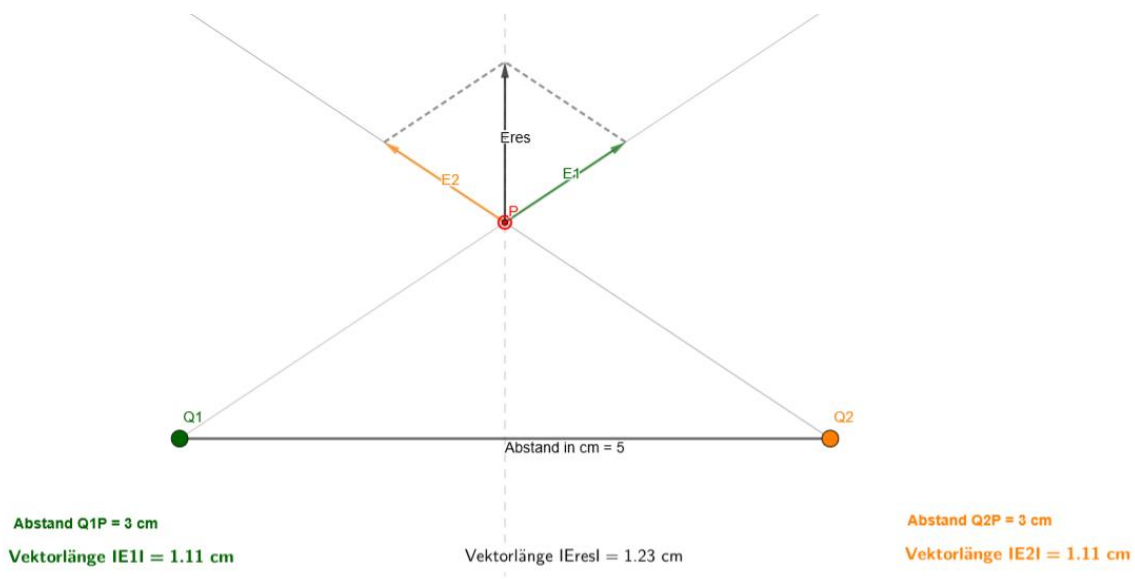 Eres
E2
E1
P
Q1
Q2
Abstand in cm = 5
Abstand Q1P = 3 cm
Abstand Q2P = 3 cm
Vektorlänge IE1I = 1.11 cm
Vektorlänge IEresI = 1.23 cm
Vektorlänge IE2I = 1.11 cm